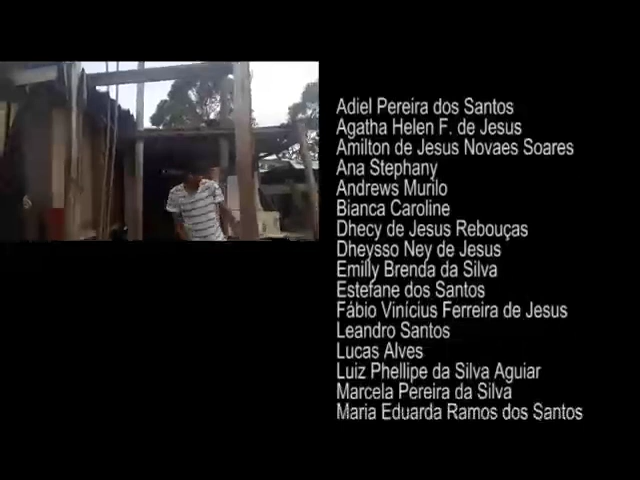 Adiel Pereira dos Santos
Agatha Helen F. de Jesus
Amilton de Jesus Novaes Soares
Ana Stephany
Andrews Murilo
Bianca Caroline
Dhecy de Jesus Rebouças
Dheysso Ney de Jesus
Emilly Brenda da Silva
Estefane dos Santos
Fábio Vinícius Ferreira de Jesus
Leandro Santos
Lucas Alves
Luiz Phellipe da Silva Aguiar
Marcela Pereira da Silva
Maria Eduarda Ramos dos Santos